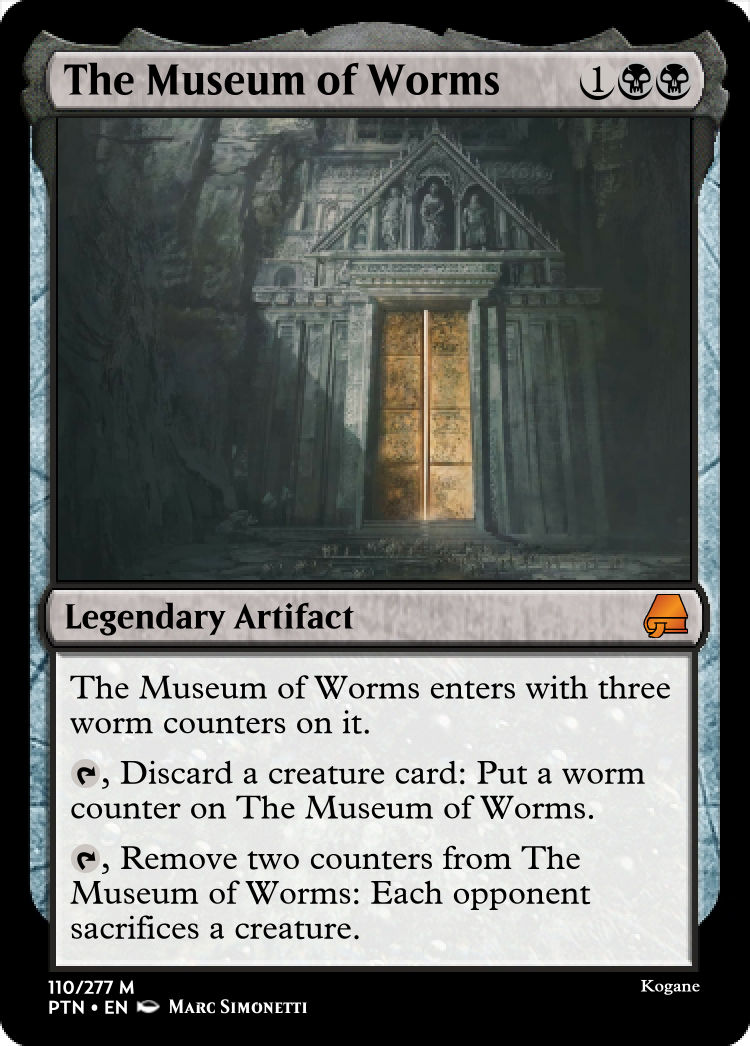 The Museum of Worms 1
Legendary Artifact
The Museum of Worms enters with three
worm counters on it.
, Discard a creature card: Put a worm
counter on The Museum of Worms.
, Remove two counters from The
Museum of Worms: Each opponent
sacrifices a creature.
110/277 M
Kogane
PTN • EN Marc Simonetti